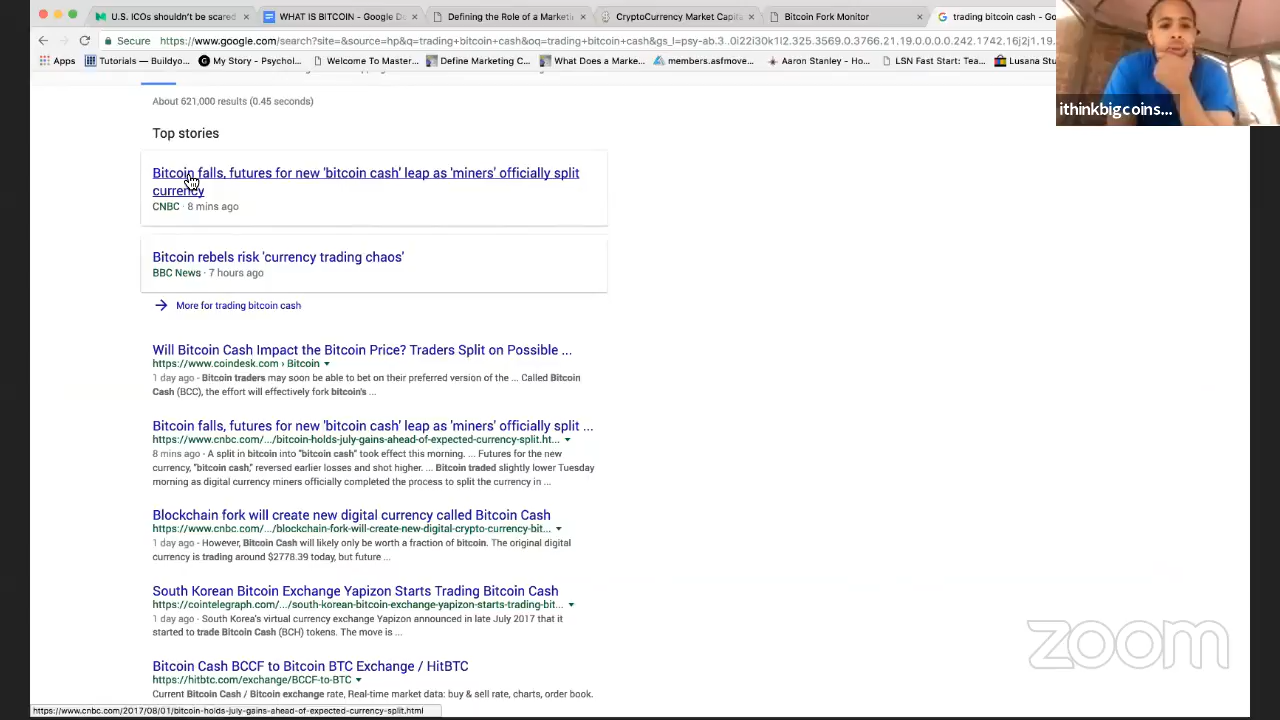 U.S. ICOs shouldn't be scared
WHAT IS BITCOIN - Google D
Defining the Role of a Marketin
CryptoCurrency Market Capita
Bitcoin Fork Monitor
trading bitcoin cash - Go
Secure
https://www.google.com/search?site=&source=hp&q=trading+bitcoin+cash&oq=trading+bitcoin+cash&gs_l=psy-ab.3
Apps
Tutorials — Buildyo...
My Story - Psychol...
Welcome To Master...
Define Marketing C...
What Does a Marke...
members.asfmove...
Aaron Stanley - Ho...
LSN Fast Start: Tea...
Lusana Stu
ithinkbigcoins...
About 621,000 results (0.45 seconds)
Top stories
Bitcoin falls, futures for new 'bitcoin cash' leap as 'miners' officially split
currency
CNBC · 8 mins ago
Bitcoin rebels risk 'currency trading chaos'
BBC News · 7 hours ago
More for trading bitcoin cash
Will Bitcoin Cash Impact the Bitcoin Price? Traders Split on Possible ...
https://www.coindesk.com › Bitcoin
1 day ago - Bitcoin traders may soon be able to bet on their preferred version of the ... Called Bitcoin
Cash (BCC), the effort will effectively fork bitcoin's ...
Bitcoin falls, futures for new 'bitcoin cash' leap as 'miners' officially split ...
https://www.cnbc.com/.../bitcoin-holds-july-gains-ahead-of-expected-currency-split.ht...
8 mins ago - A split in bitcoin into "bitcoin cash" took effect this morning. ... Futures for the new
currency, "bitcoin cash," reversed earlier losses and shot higher. ... Bitcoin traded slightly lower Tuesday
morning as digital currency miners officially completed the process to split the currency in ...
Blockchain fork will create new digital currency called Bitcoin Cash
https://www.cnbc.com/.../blockchain-fork-will-create-new-digital-crypto-currency-bit...
1 day ago - However, Bitcoin Cash will likely only be worth a fraction of bitcoin. The original digital
currency is trading around $2778.39 today, but future ...
South Korean Bitcoin Exchange Yapizon Starts Trading Bitcoin Cash
https://cointelegraph.com/.../south-korean-bitcoin-exchange-yapizon-starts-trading-bit...
1 day ago - South Korea's virtual currency exchange Yapizon announced in late July 2017 that it
started to trade Bitcoin Cash (BCH) tokens. The move is ...
Bitcoin Cash BCCF to Bitcoin BTC Exchange / HitBTC
https://hitbtc.com/exchange/BCCF-to-BTC
Current Bitcoin Cash / Bitcoin exchange rate, Real-time market data: buy & sell rate, charts, order book.
zoom
https://www.cnbc.com/2017/08/01/bitcoin-holds-july-gains-ahead-of-expected-currency-split.html